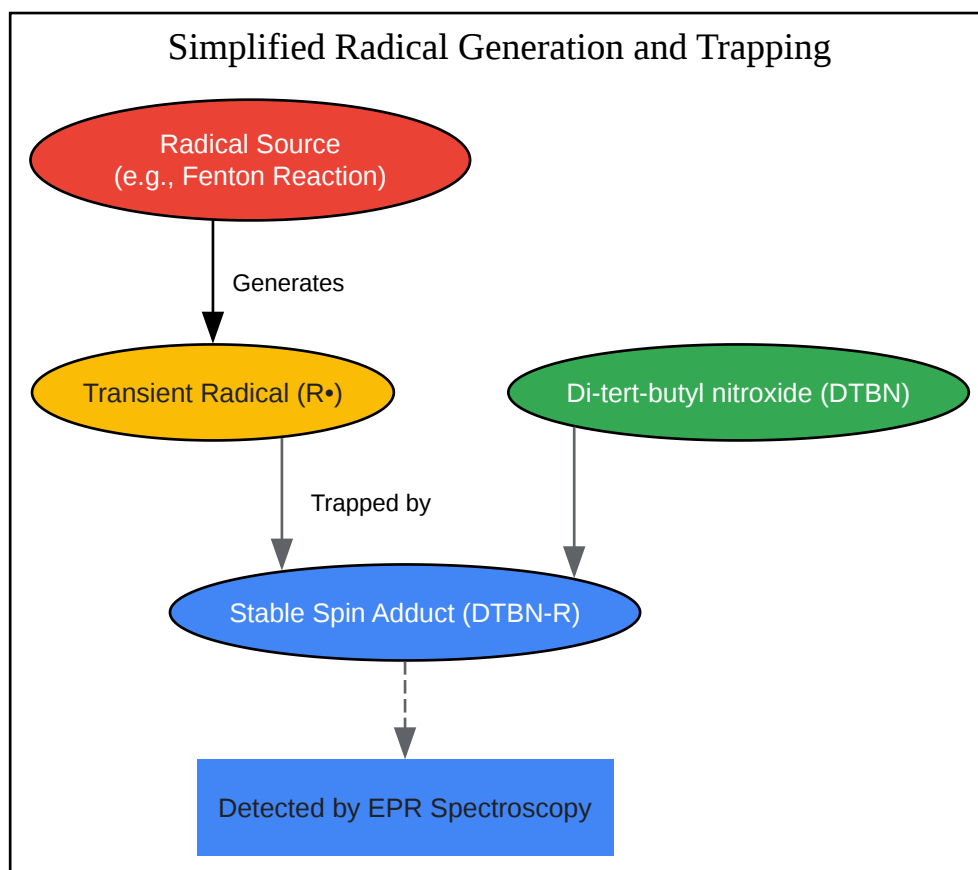 Simplified Radical Generation and Trapping
Radical Source
(e.g., Fenton Reaction)
Generates
Transient Radical (R•)
Di-tert-butyl nitroxide (DTBN)
Trapped by
Stable Spin Adduct (DTBN-R)
Detected by EPR Spectroscopy